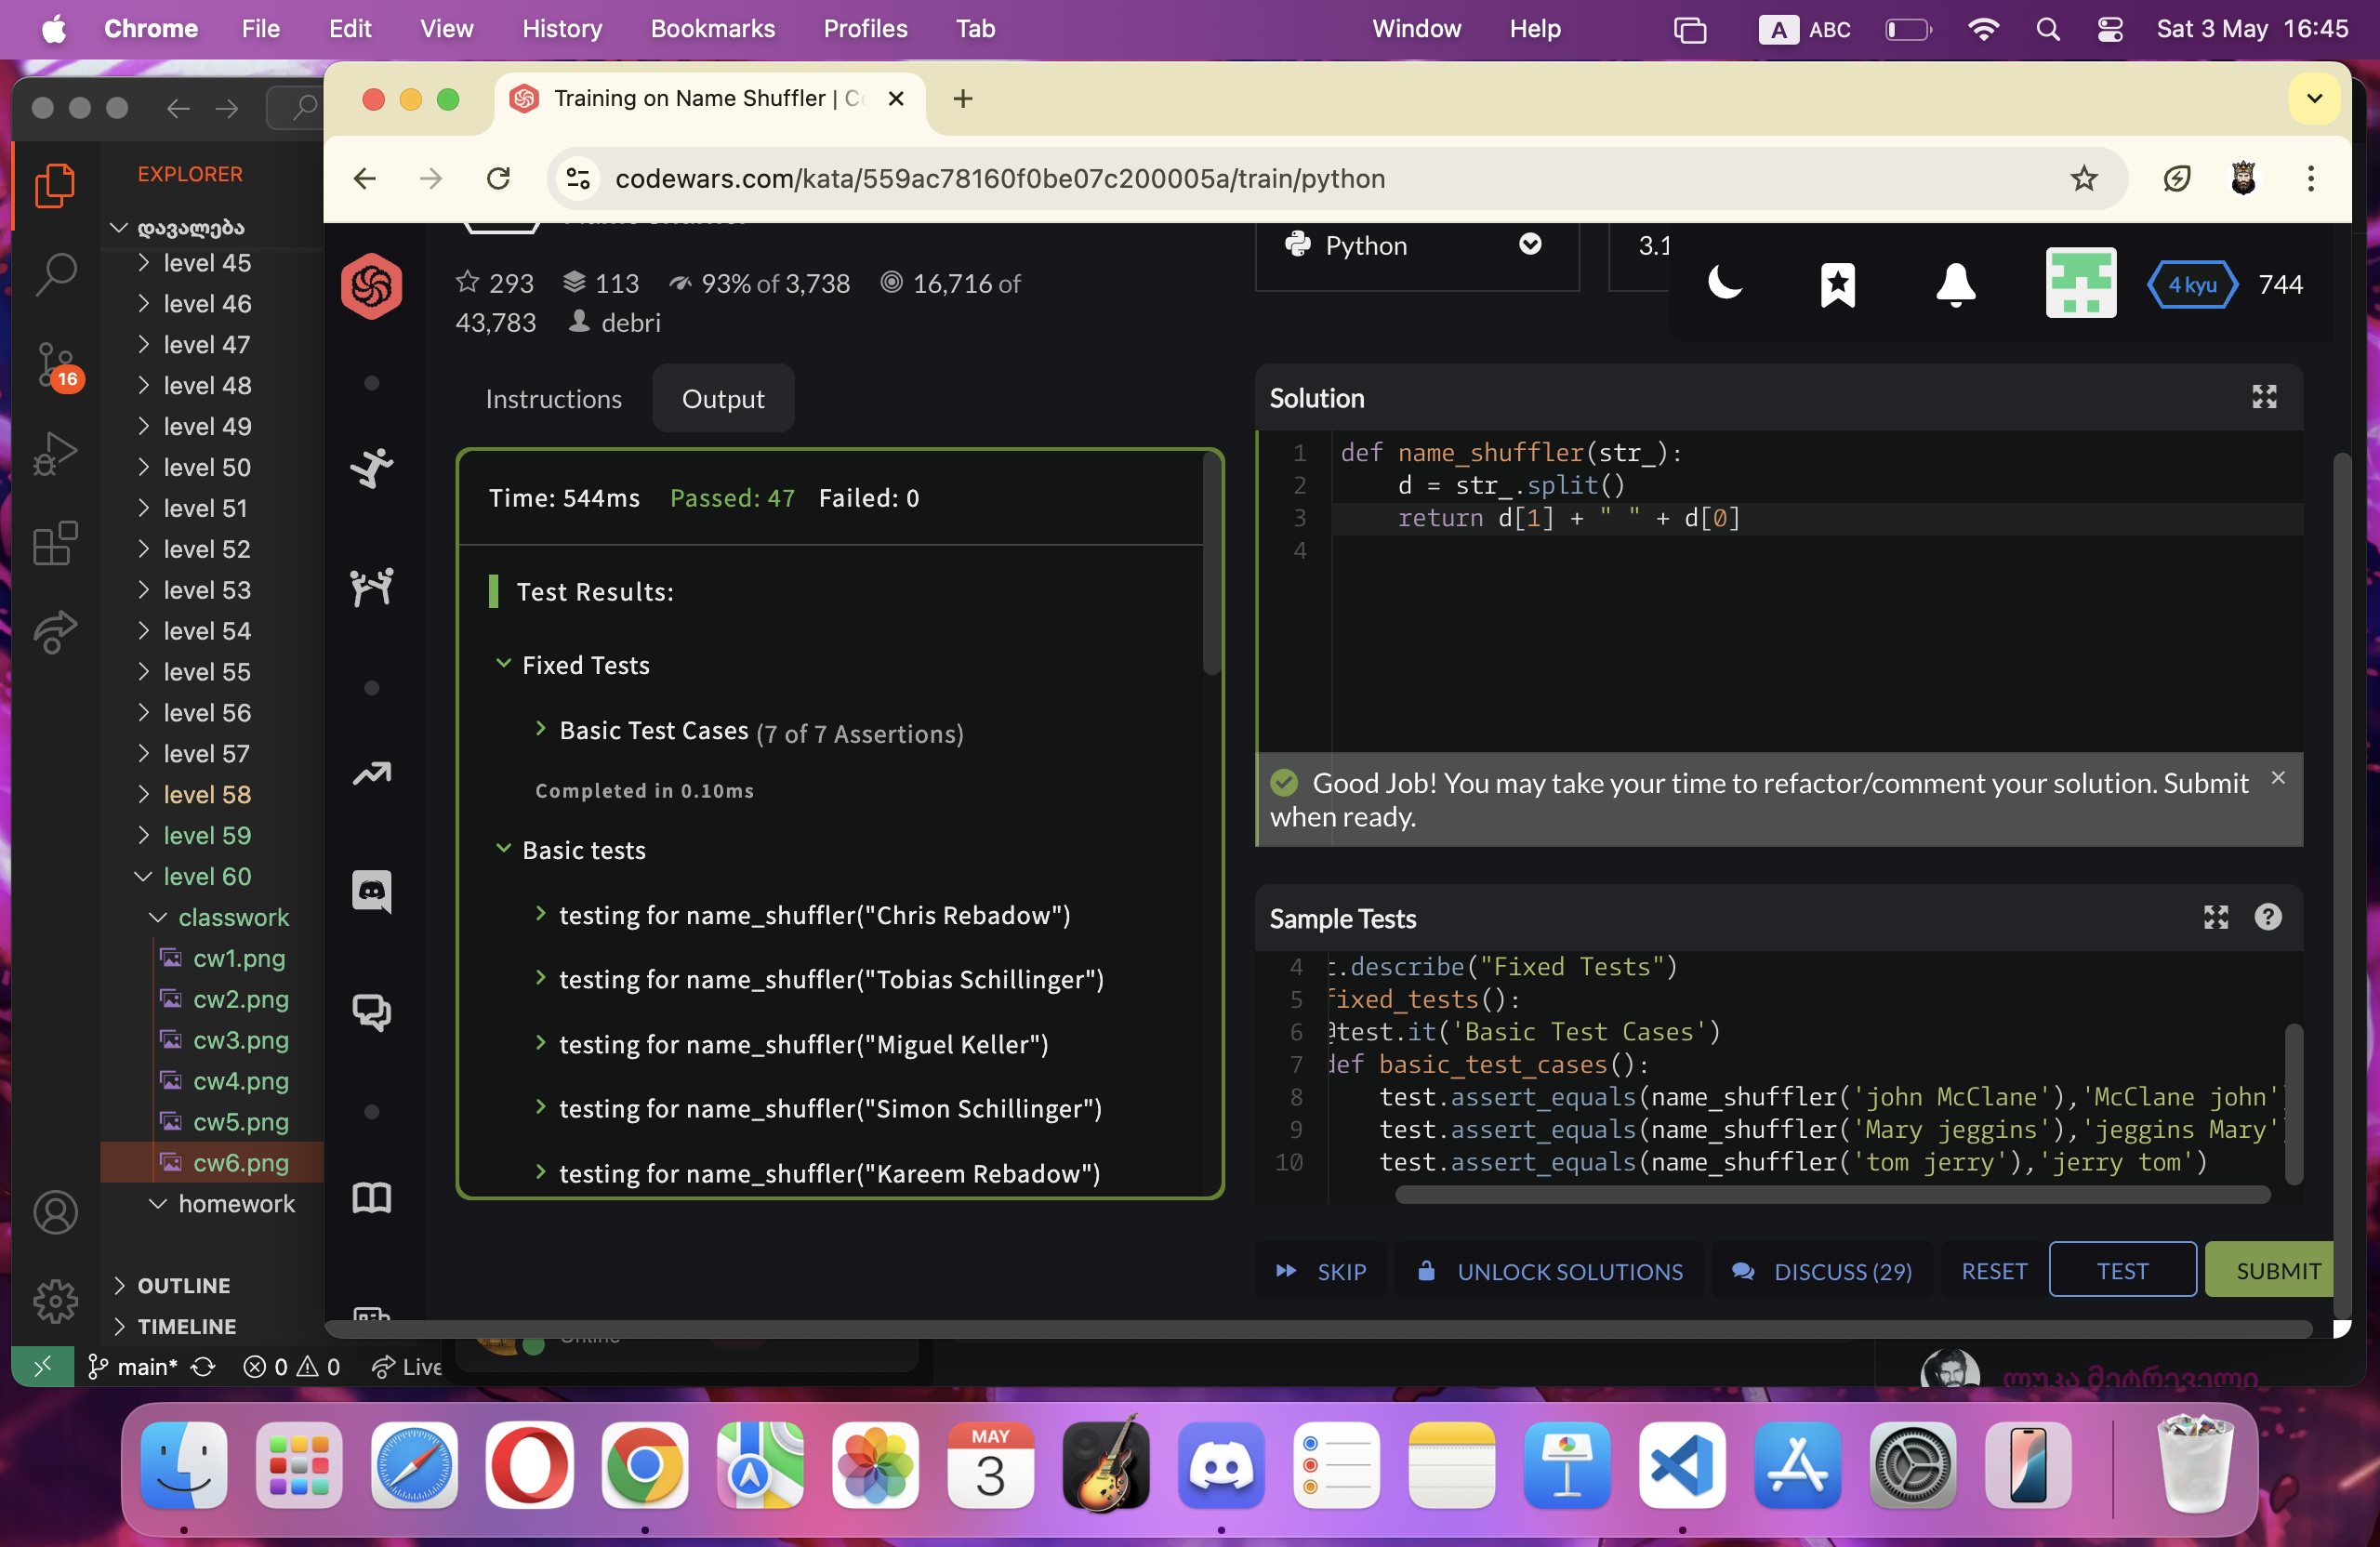 Chrome File Edit View History Bookmarks Profiles Tab Window Help A ABC Sat 3 May 16:45
Training on Name Shuffler | Co
codewars.com/kata/559ac78160f0be07c200005a/train/python
EXPLORER
დავალება
level 45
level 46
level 47
level 48
level 49
level 50
level 51
level 52
level 53
level 54
level 55
level 56
level 57
level 58
level 59
level 60
classwork
cw1.png
cw2.png
cw3.png
cw4.png
cw5.png
cw6.png
homework
OUTLINE
TIMELINE
16
main* 0 0 Live
293 113 93% of 3,738 16,716 of
43,783 debri
Python
3.1
4 kyu 744
Instructions Output
Time: 544ms Passed: 47 Failed: 0
Test Results:
Fixed Tests
Basic Test Cases (7 of 7 Assertions)
Completed in 0.10ms
Basic tests
testing for name_shuffler("Chris Rebadow")
testing for name_shuffler("Tobias Schillinger")
testing for name_shuffler("Miguel Keller")
testing for name_shuffler("Simon Schillinger")
testing for name_shuffler("Kareem Rebadow")
Solution
1 def name_shuffler(str_):
2 d = str_.split()
3 return d[1] + " " + d[0]
4
Good Job! You may take your time to refactor/comment your solution. Submit
when ready.
Sample Tests
4 t.describe("Fixed Tests")
5 fixed_tests():
6 @test.it('Basic Test Cases')
7 def basic_test_cases():
8 test.assert_equals(name_shuffler('john McClane'),'McClane john'
9 test.assert_equals(name_shuffler('Mary jeggins'),'jeggins Mary'
10 test.assert_equals(name_shuffler('tom jerry'),'jerry tom')
SKIP UNLOCK SOLUTIONS DISCUSS (29) RESET TEST SUBMIT
ლუკა მეტრეველი
MAY
3